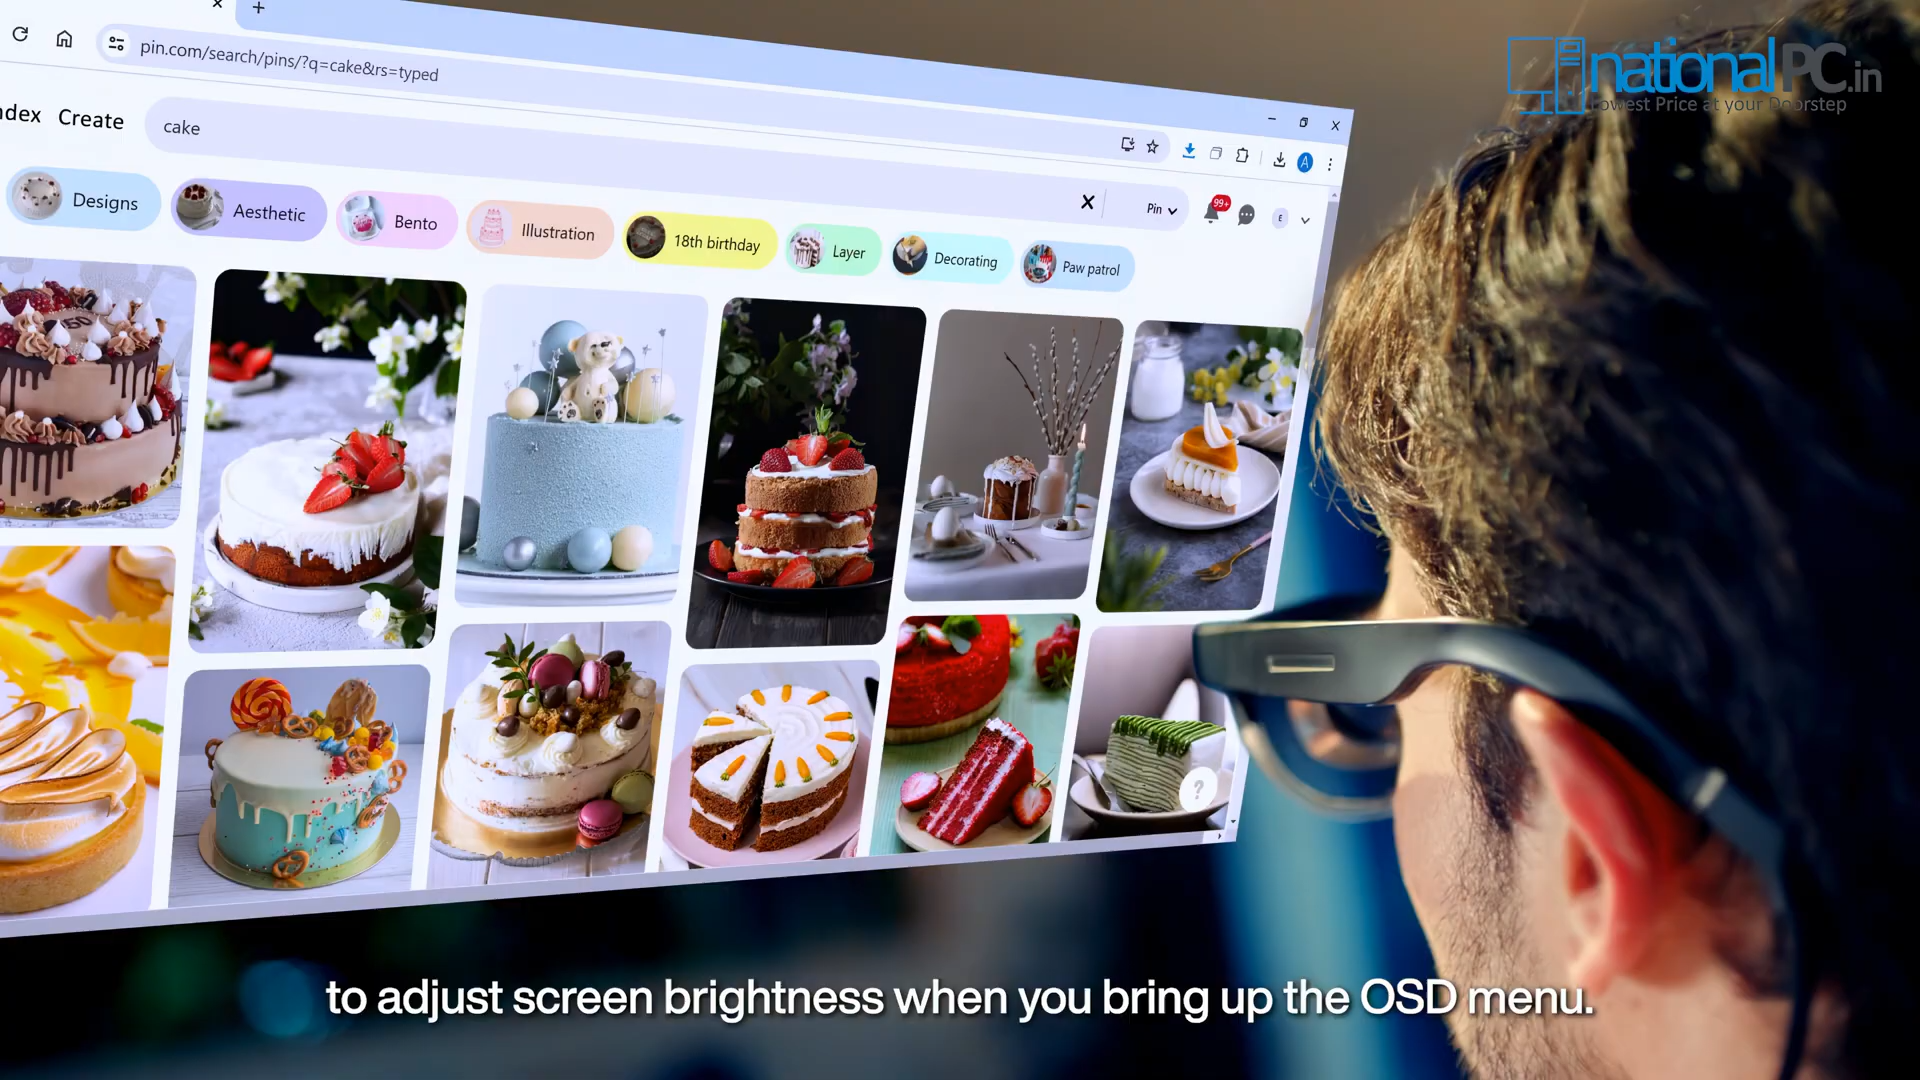 pin.com/search/pins/?q=cake&rs=typed
ndex Create
cake
Pin
99+
A
E
Designs
Aesthetic
Bento
Illustration
18th birthday
Layer
Decorating
Paw patrol
50
?
nationalPC.in
Lowest Price at your Doorstep
to adjust screen brightness when you bring up the OSD menu.